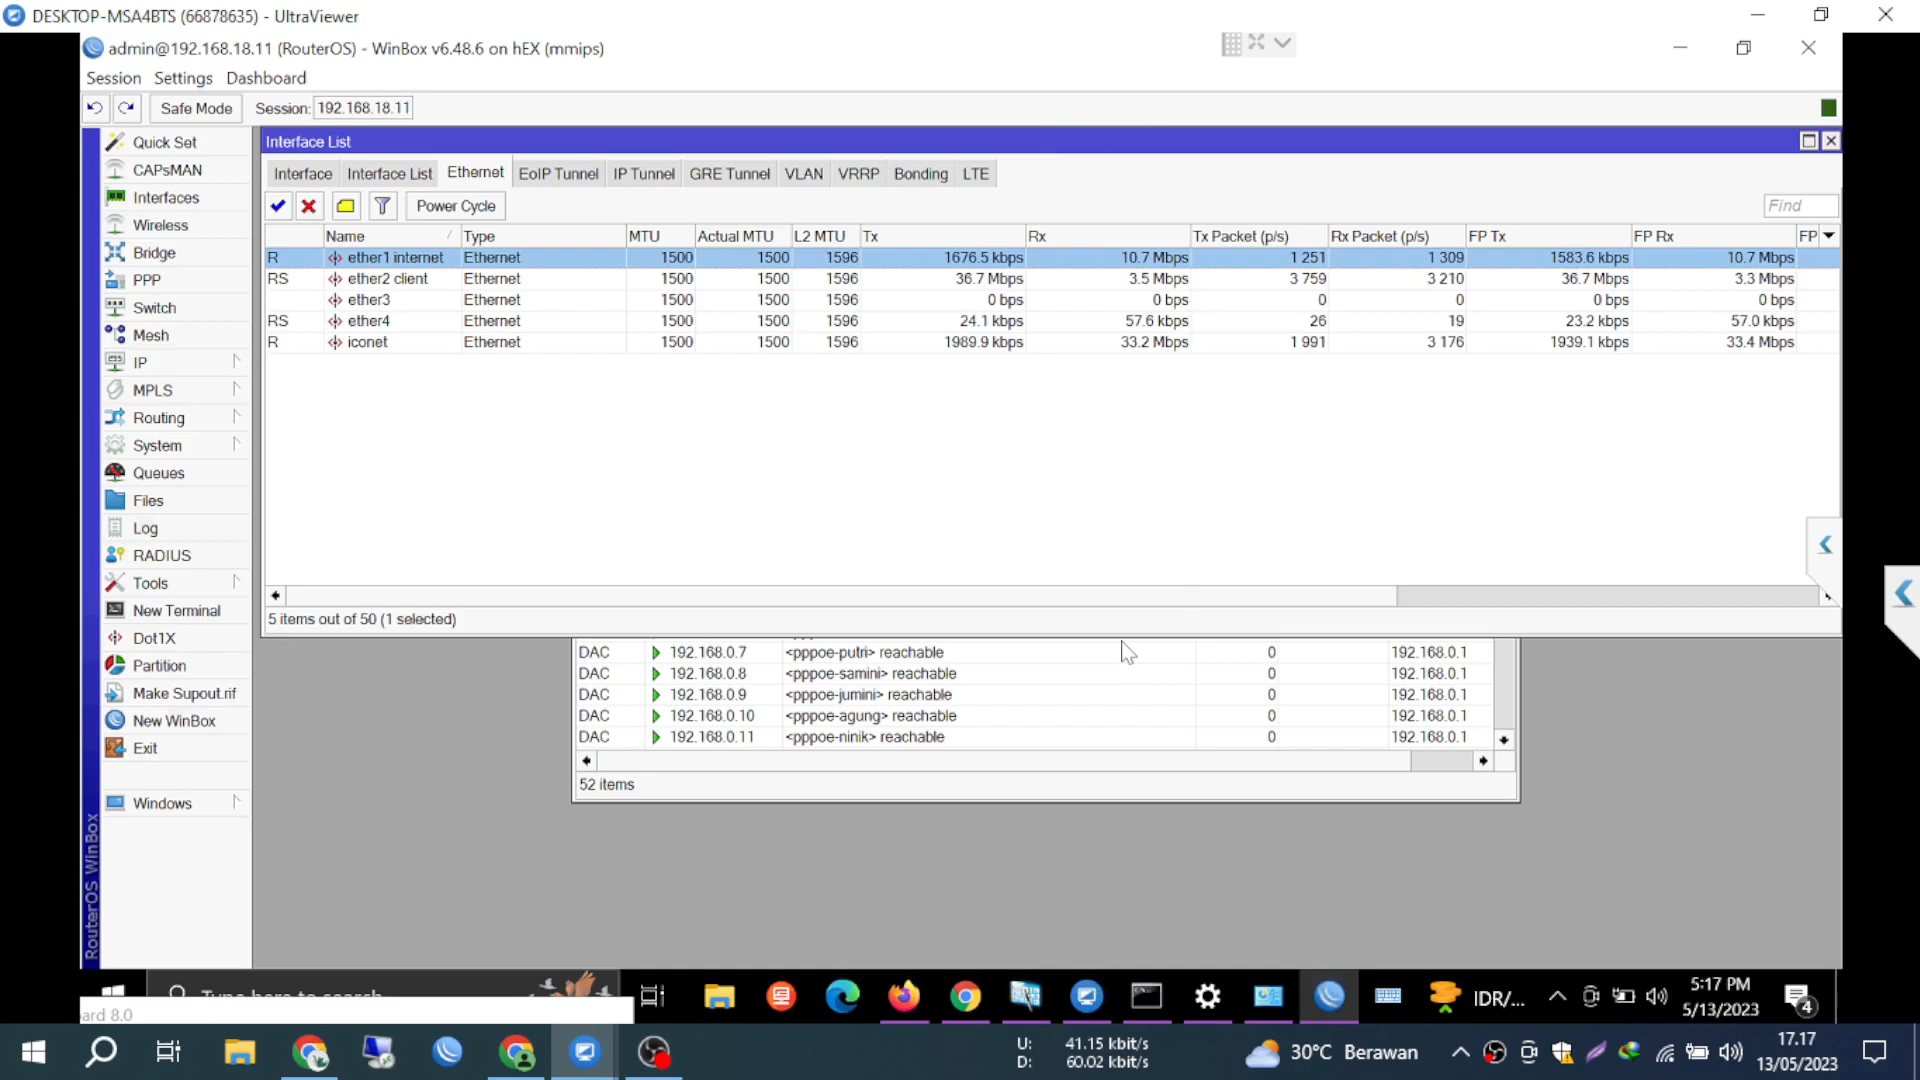 DESKTOP-MSA4BTS (66878635) - UltraViewer
admin@192.168.18.11 (RouterOS) - WinBox v6.48.6 on hEX (mmips)
Session Settings Dashboard
Safe Mode Session: 192.168.18.11
Interface List
Interface Interface List Ethernet EoIP Tunnel IP Tunnel GRE Tunnel VLAN VRRP Bonding LTE
Power Cycle Find
Name Type MTU Actual MTU L2 MTU Tx Rx Tx Packet (p/s) Rx Packet (p/s) FP Tx FP Rx FP
R ether1 internet Ethernet 1500 1500 1596 1676.5 kbps 10.7 Mbps 1 251 1 309 1583.6 kbps 10.7 Mbps
RS ether2 client Ethernet 1500 1500 1596 36.7 Mbps 3.5 Mbps 3 759 3 210 36.7 Mbps 3.3 Mbps
ether3 Ethernet 1500 1500 1596 0 bps 0 bps 0 0 0 bps 0 bps
RS ether4 Ethernet 1500 1500 1596 24.1 kbps 57.6 kbps 26 19 23.2 kbps 57.0 kbps
R iconet Ethernet 1500 1500 1596 1989.9 kbps 33.2 Mbps 1 991 3 176 1939.1 kbps 33.4 Mbps
5 items out of 50 (1 selected)
Quick Set
CAPsMAN
Interfaces
Wireless
Bridge
PPP
Switch
Mesh
IP
MPLS
Routing
System
Queues
Files
Log
RADIUS
Tools
New Terminal
Dot1X
Partition
Make Supout.rif
New WinBox
Exit
Windows
RouterOS WinBox
DAC 192.168.0.7 <pppoe-putri> reachable 0 192.168.0.1
DAC 192.168.0.8 <pppoe-samini> reachable 0 192.168.0.1
DAC 192.168.0.9 <pppoe-jumini> reachable 0 192.168.0.1
DAC 192.168.0.10 <pppoe-agung> reachable 0 192.168.0.1
DAC 192.168.0.11 <pppoe-ninik> reachable 0 192.168.0.1
52 items
Type here to search
IDR/...
5:17 PM
5/13/2023
4
ard 8.0
U: 41.15 kbit/s
D: 60.02 kbit/s
30°C Berawan
17.17
13/05/2023